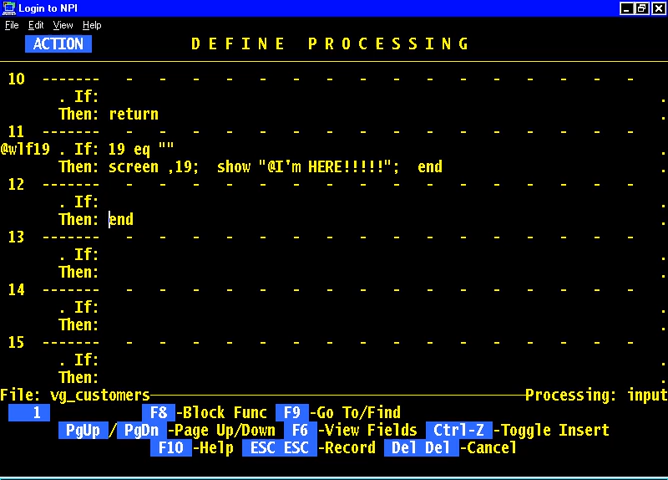 Login to NPI
File Edit View Help
ACTION DEFINE PROCESSING
10 ------- - - - - - - - - - - - - - - -
. If: .
Then: return
11 ------- - - - - - - - - - - - - - - -
@wlf19 . If: 19 eq "" .
Then: screen ,19; show "@I'm HERE!!!!!"; end
12 ------- - - - - - - - - - - - - - - -
. If: .
Then: end
13 ------- - - - - - - - - - - - - - - -
. If: .
Then:
14 ------- - - - - - - - - - - - - - - -
. If: .
Then:
15 ------- - - - - - - - - - - - - - - -
. If: .
Then:
File: vg_customers Processing: input
1 F8 -Block Func F9 -Go To/Find
PgUp / PgDn -Page Up/Down F6 -View Fields Ctrl-Z -Toggle Insert
F10 -Help ESC ESC -Record Del Del -Cancel